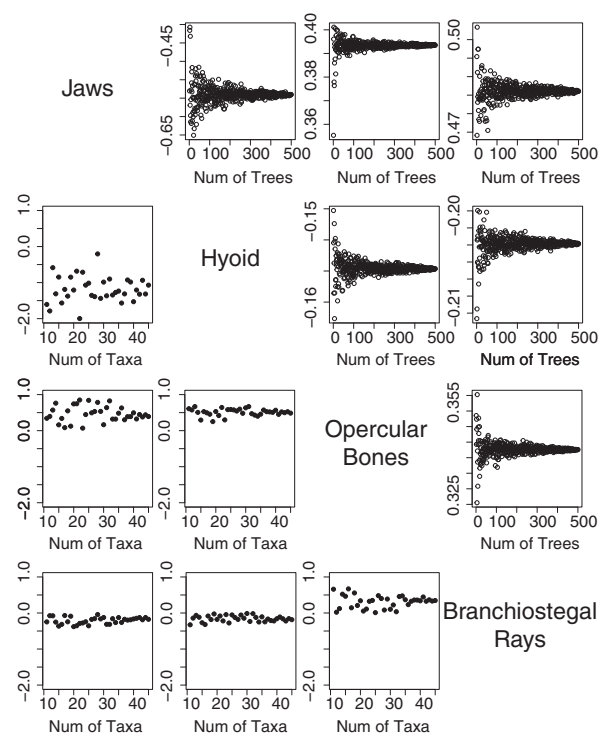 Jaws
−0.65 −0.45
0 100 300 500
Num of Trees
0.36 0.38 0.40
0 100 300 500
Num of Trees
0.47 0.50
0 100 300 500
Num of Trees
−2.0 0.0 1.0
10 20 30 40
Num of Taxa
Hyoid
−0.16 −0.15
0 100 300 500
Num of Trees
−0.21 −0.20
0 100 300 500
Num of Trees
−2.0 0.0 1.0
10 20 30 40
Num of Taxa
−2.0 0.0 1.0
10 20 30 40
Num of Taxa
Opercular
Bones
0.325 0.355
0 100 300 500
Num of Trees
−2.0 0.0 1.0
10 20 30 40
Num of Taxa
−2.0 0.0 1.0
10 20 30 40
Num of Taxa
−2.0 0.0 1.0
10 20 30 40
Num of Taxa
Branchiostegal
Rays